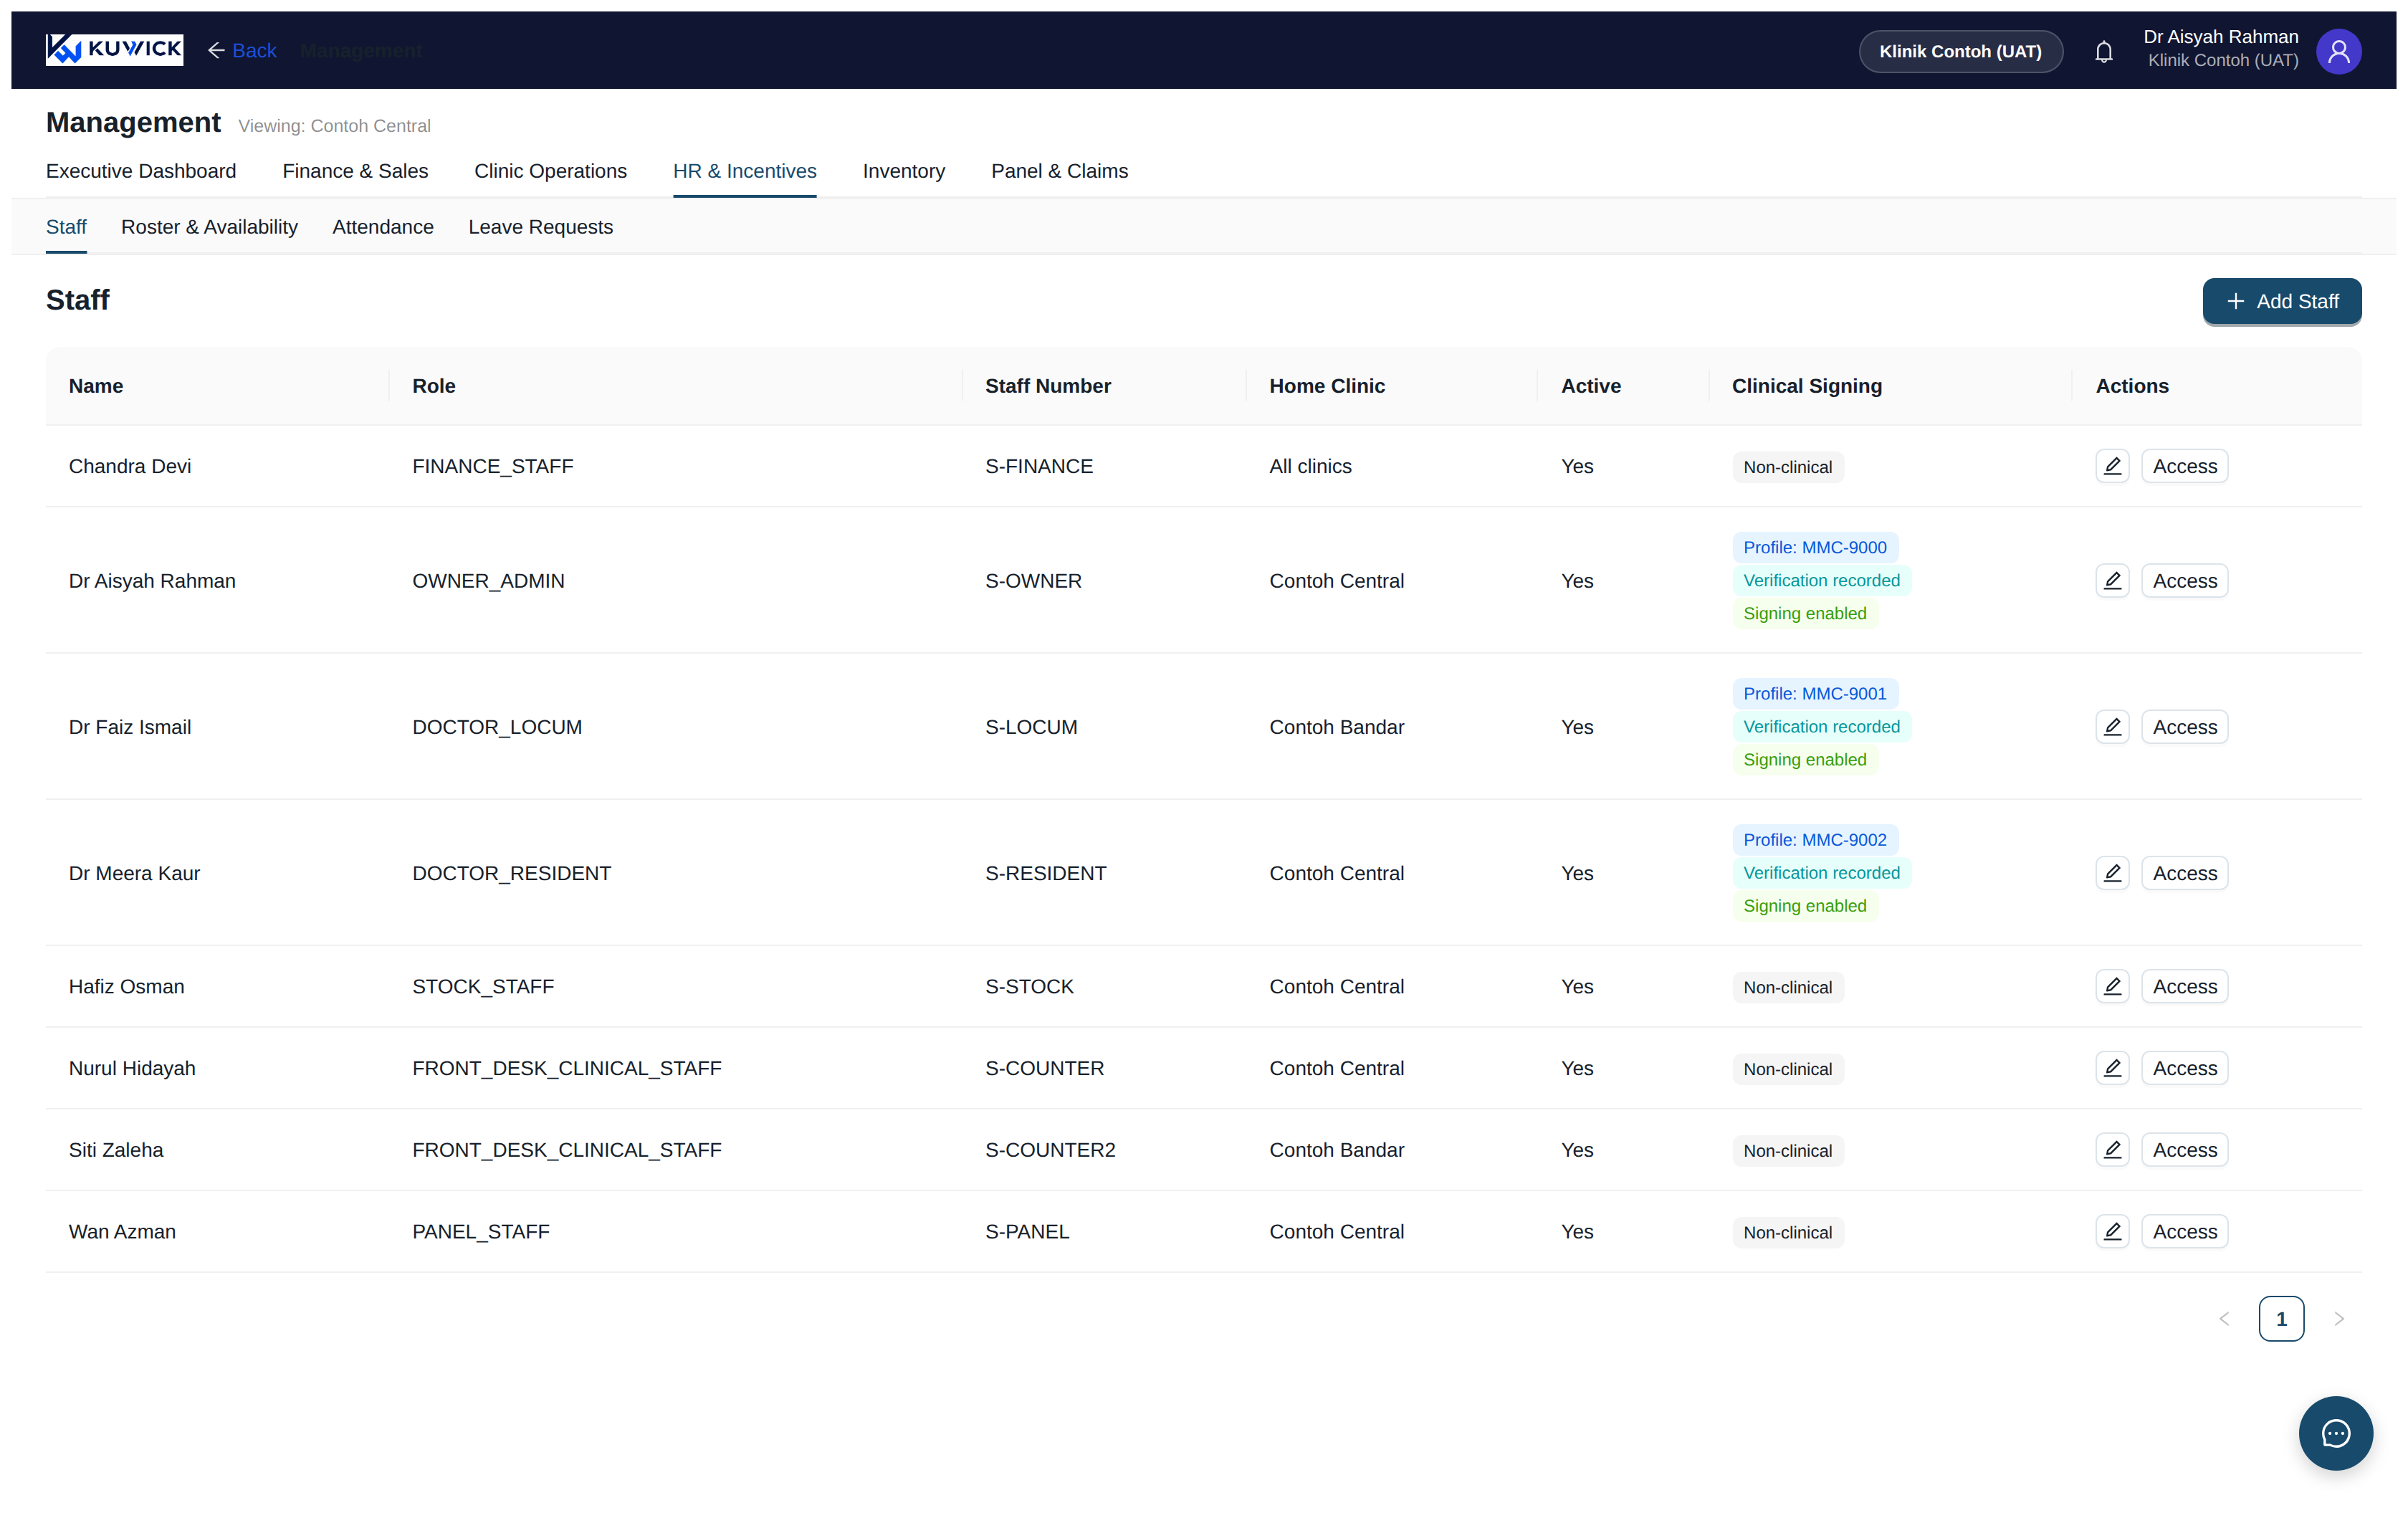 KUWICK Back Management Klinik Contoh (UAT) Dr Aisyah Rahman
Klinik Contoh (UAT)
Management Viewing: Contoh Central
Executive Dashboard Finance & Sales Clinic Operations HR & Incentives Inventory Panel & Claims
Staff Roster & Availability Attendance Leave Requests
Staff Add Staff
Name Role Staff Number Home Clinic Active Clinical Signing Actions
Chandra Devi FINANCE_STAFF S-FINANCE All clinics Yes Non-clinical Access
Profile: MMC-9000
Dr Aisyah Rahman OWNER_ADMIN S-OWNER Contoh Central Yes Verification recorded Access
Signing enabled
Profile: MMC-9001
Dr Faiz Ismail DOCTOR_LOCUM S-LOCUM Contoh Bandar Yes Verification recorded Access
Signing enabled
Profile: MMC-9002
Dr Meera Kaur DOCTOR_RESIDENT S-RESIDENT Contoh Central Yes Verification recorded Access
Signing enabled
Hafiz Osman STOCK_STAFF S-STOCK Contoh Central Yes Non-clinical Access
Nurul Hidayah FRONT_DESK_CLINICAL_STAFF S-COUNTER Contoh Central Yes Non-clinical Access
Siti Zaleha FRONT_DESK_CLINICAL_STAFF S-COUNTER2 Contoh Bandar Yes Non-clinical Access
Wan Azman PANEL_STAFF S-PANEL Contoh Central Yes Non-clinical Access
1